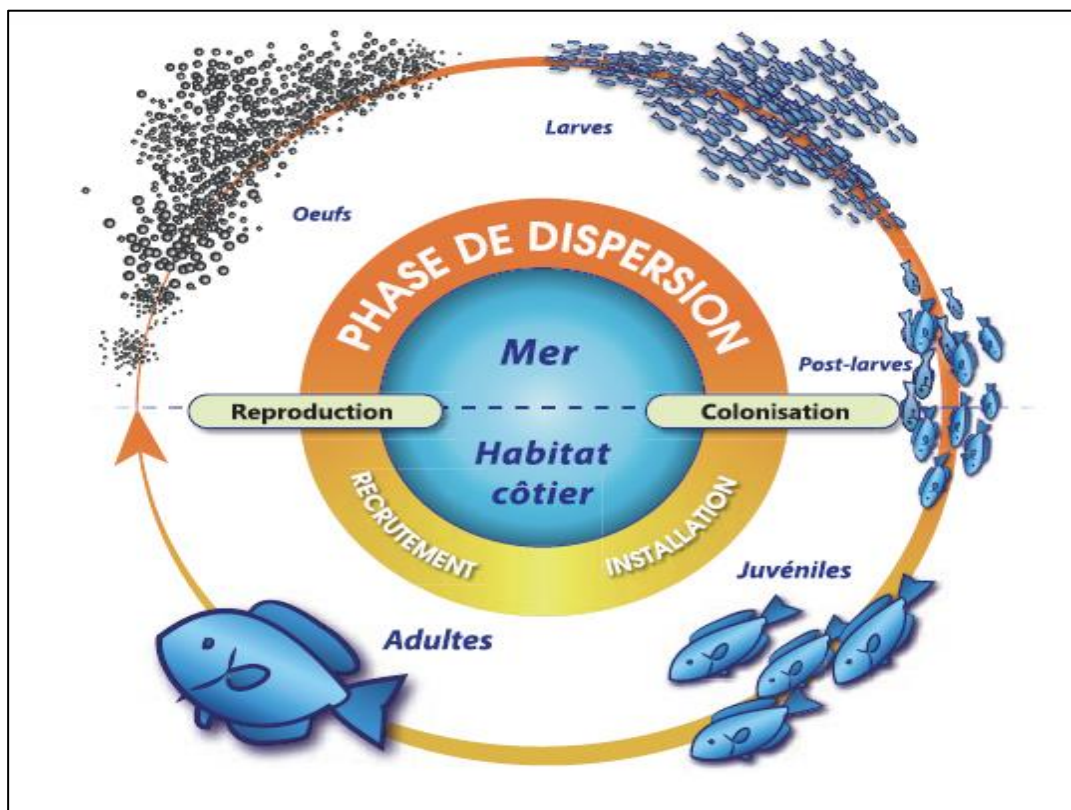 Larves
Oeufs
PHASE DE DISPERSION
Mer
Post-larves
Reproduction
Colonisation
Habitat
côtier
RECRUTEMENT
INSTALLATION
Juvéniles
Adultes